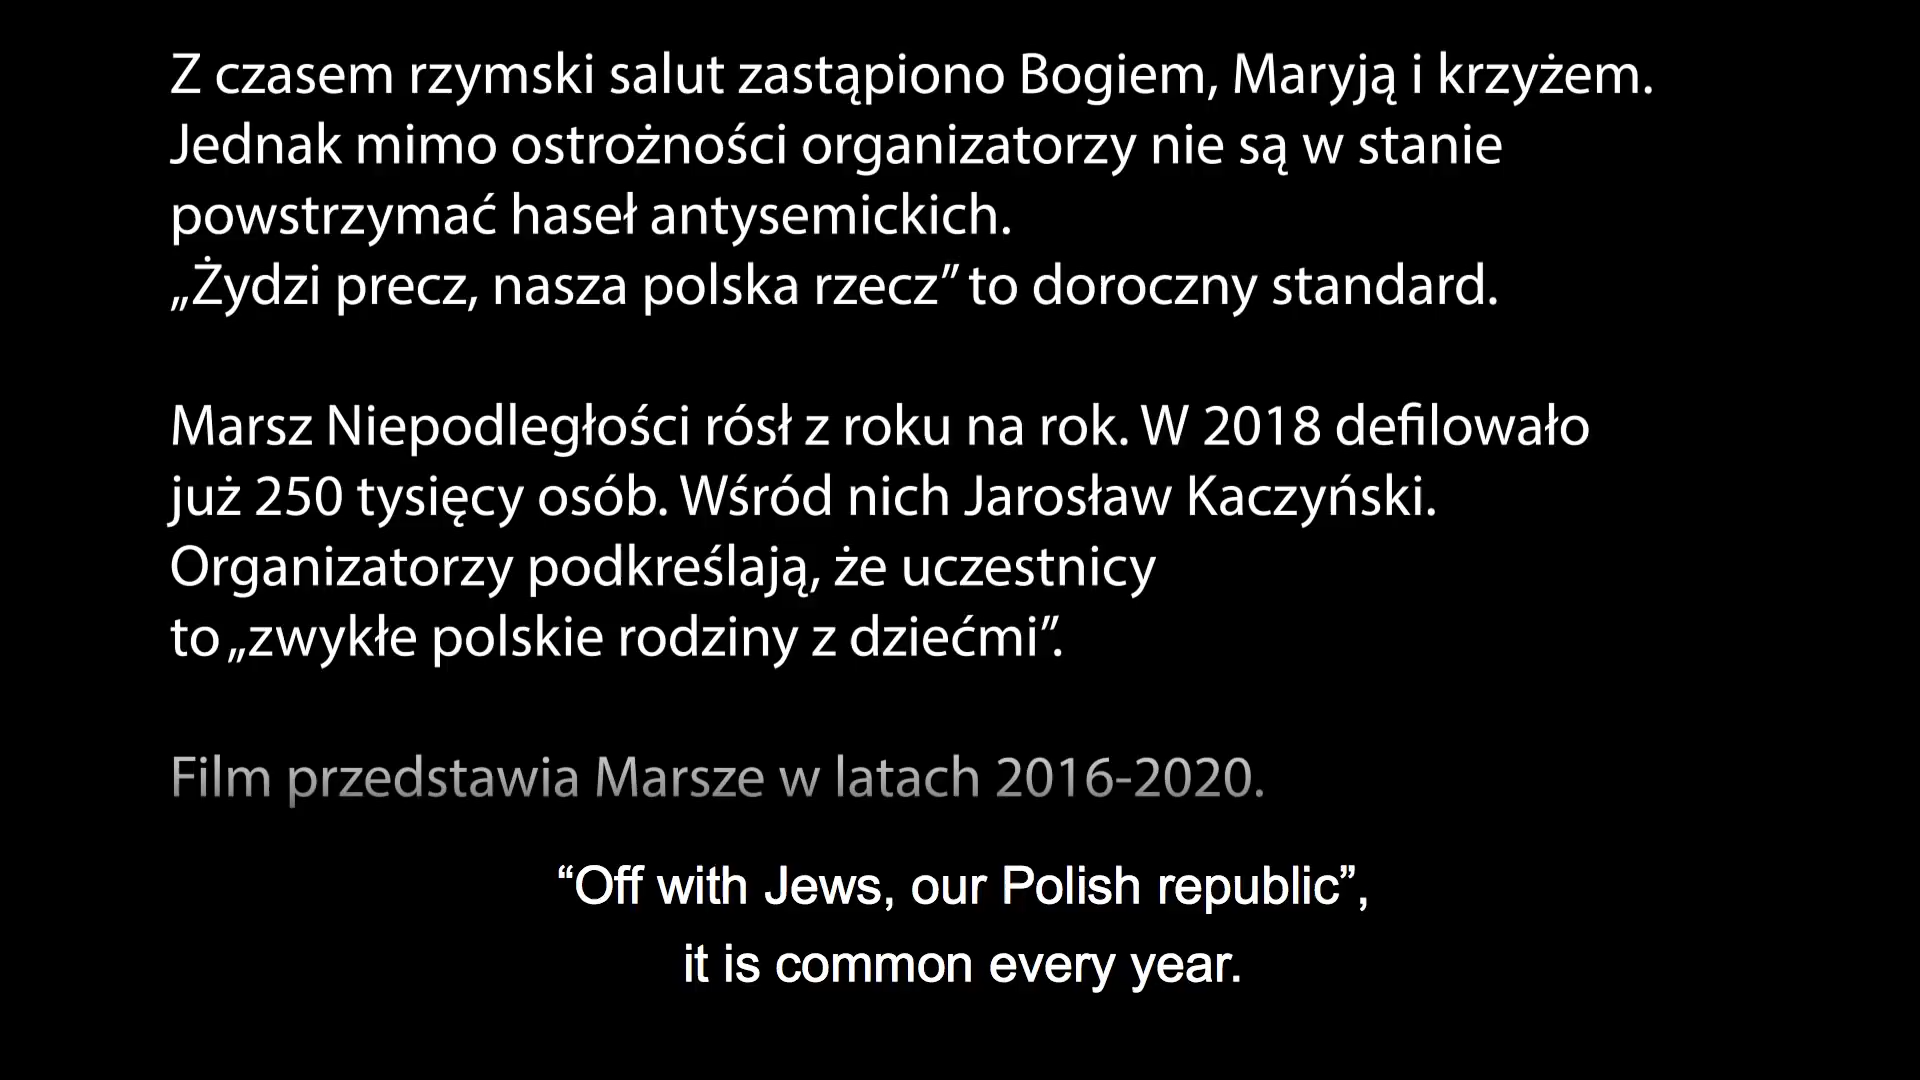 Z czasem rzymski salut zastąpiono Bogiem, Maryją i krzyżem.
Jednak mimo ostrożności organizatorzy nie są w stanie
powstrzymać haseł antysemickich.
„Żydzi precz, nasza polska rzecz” to doroczny standard.
Marsz Niepodległości rósł z roku na rok. W 2018 defilowało
już 250 tysięcy osób. Wśród nich Jarosław Kaczyński.
Organizatorzy podkreślają, że uczestnicy
to „zwykłe polskie rodziny z dziećmi”.
Film przedstawia Marsze w latach 2016-2020.
“Off with Jews, our Polish republic”,
it is common every year.